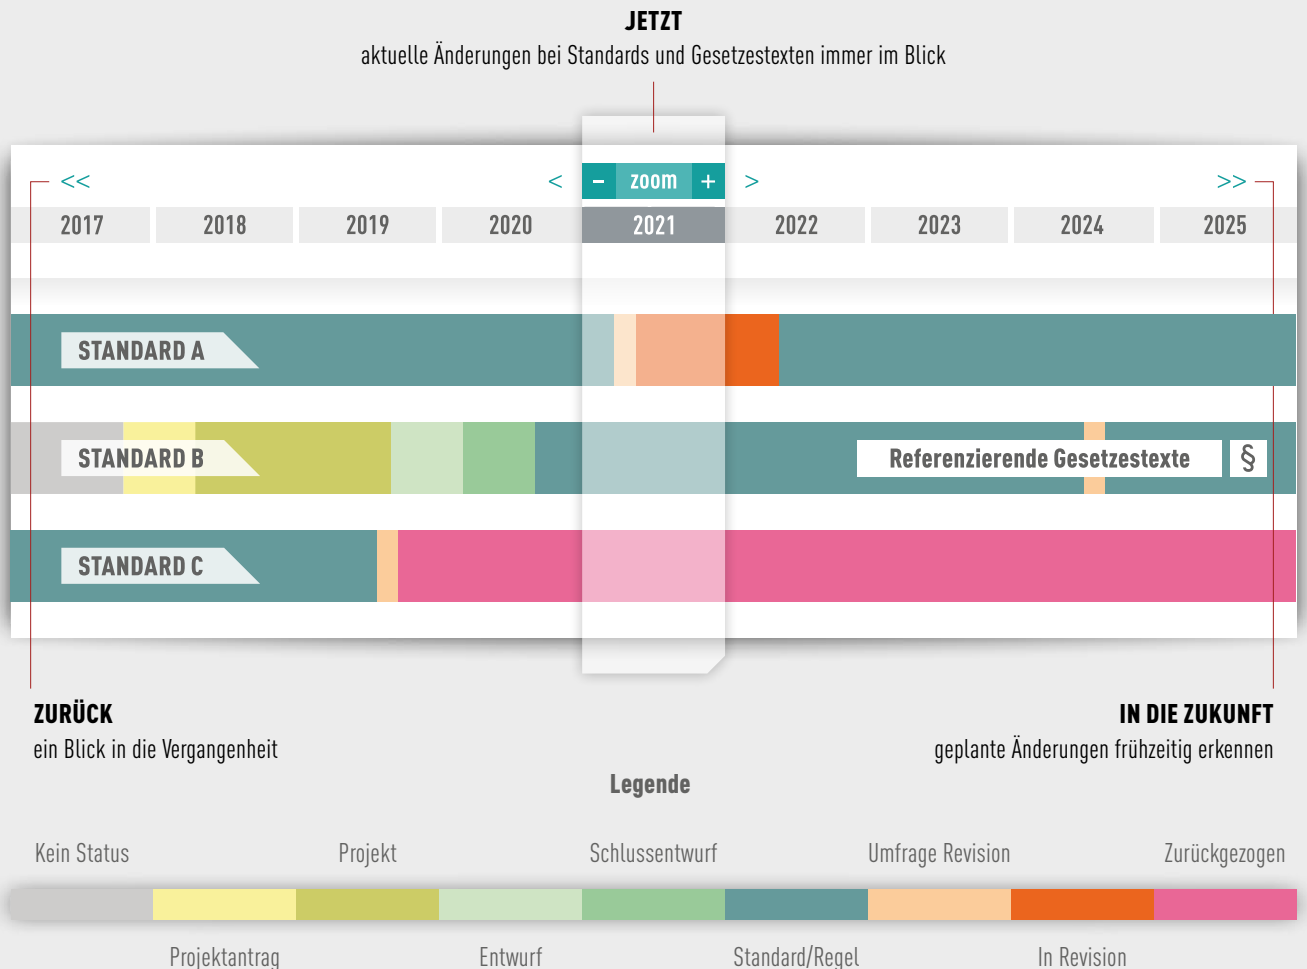 JETZT
aktuelle Änderungen bei Standards und Gesetzestexten immer im Blick
<< < - zoom + > >>
2017 2018 2019 2020 2021 2022 2023 2024 2025
STANDARD A
STANDARD B Referenzierende Gesetzestexte §
STANDARD C
ZURÜCK
ein Blick in die Vergangenheit
IN DIE ZUKUNFT
geplante Änderungen frühzeitig erkennen
Legende
Kein Status Projekt Schlussentwurf Umfrage Revision Zurückgezogen
Projektantrag Entwurf Standard/Regel In Revision